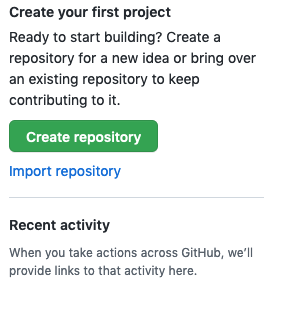 Create your first project
Ready to start building? Create a
repository for a new idea or bring over
an existing repository to keep
contributing to it.
Create repository
Import repository
Recent activity
When you take actions across GitHub, we’ll
provide links to that activity here.